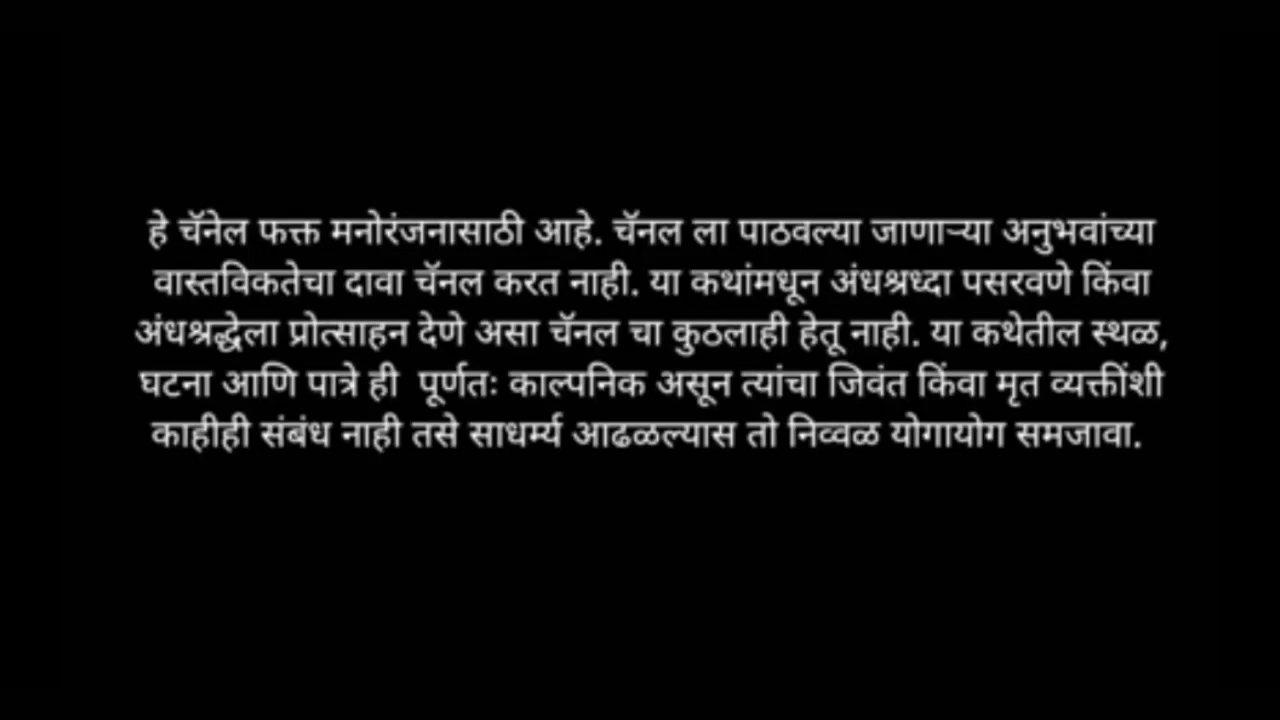 हे चॅनेल फक्त मनोरंजनासाठी आहे. चॅनल ला पाठवल्या जाणाऱ्या अनुभवांच्या
वास्तविकतेचा दावा चॅनल करत नाही. या कथांमधून अंधश्रध्दा पसरवणे किंवा
अंधश्रद्धेला प्रोत्साहन देणे असा चॅनल चा कुठलाही हेतू नाही. या कथेतील स्थळ,
घटना आणि पात्रे ही  पूर्णतः काल्पनिक असून त्यांचा जिवंत किंवा मृत व्यक्तींशी
काहीही संबंध नाही तसे साधर्म्य आढळल्यास तो निव्वळ योगायोग समजावा.